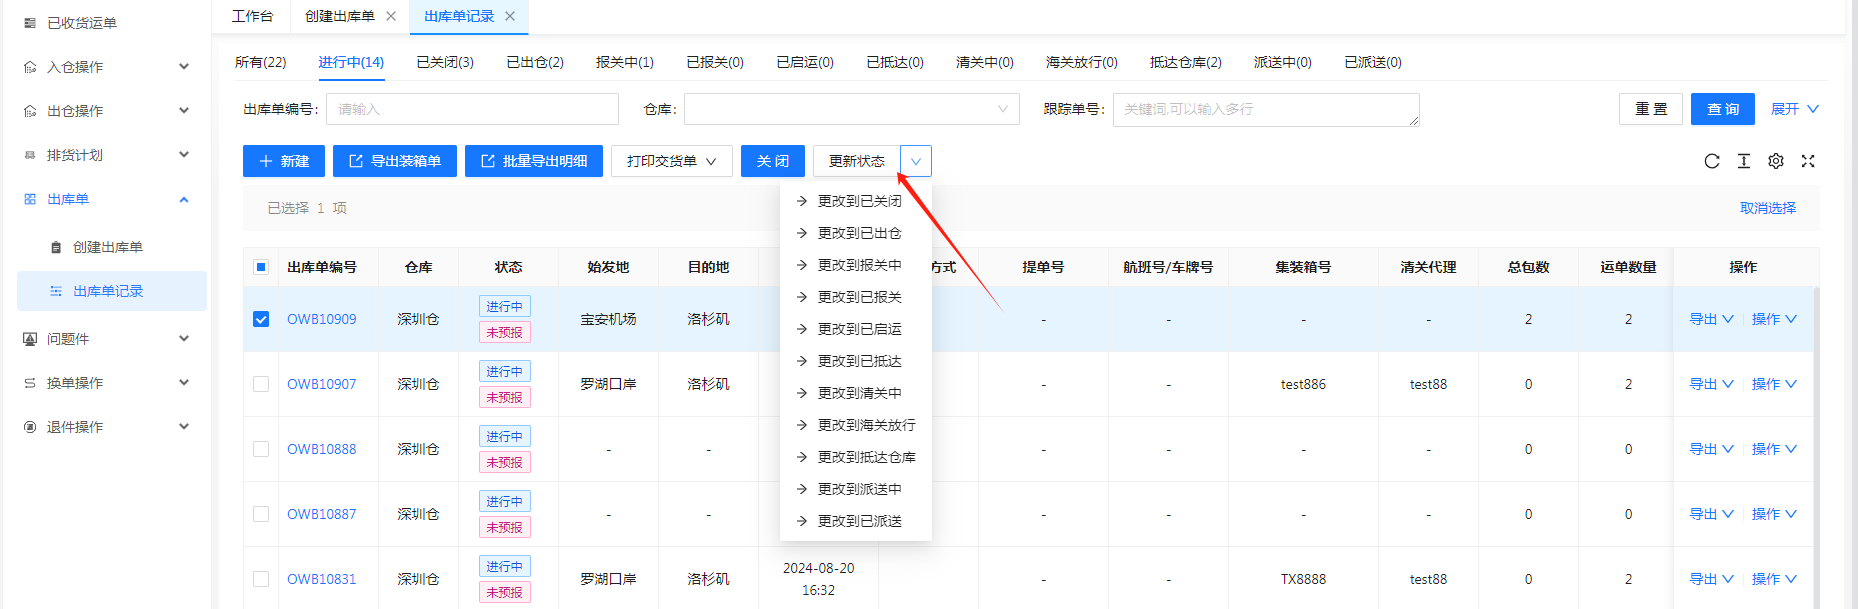 已收货运单
入仓操作
出仓操作
排货计划
出库单
创建出库单
出库单记录
问题件
换单操作
退件操作
工作台 创建出库单 出库单记录
所有(22) 进行中(14) 已关闭(3) 已出仓(2) 报关中(1) 已报关(0) 已启运(0) 已抵达(0) 清关中(0) 海关放行(0) 抵达仓库(2) 派送中(0) 已派送(0)
出库单编号: 请输入 仓库: 跟踪单号: 关键词,可以输入多行 重置 查询 展开
新建 导出装箱单 批量导出明细 打印交货单 关闭 更新状态
已选择 1 项 取消选择
更改到已关闭
更改到已出仓
更改到报关中
更改到已报关
更改到已启运
更改到已抵达
更改到清关中
更改到海关放行
更改到抵达仓库
更改到派送中
更改到已派送
出库单编号 仓库 状态 始发地 目的地 方式 提单号 航班号/车牌号 集装箱号 清关代理 总包数 运单数量 操作
OWB10909 深圳仓 进行中 未预报 宝安机场 洛杉矶 - - - - 2 2 导出 操作
OWB10907 深圳仓 进行中 未预报 罗湖口岸 洛杉矶 - - test886 test88 0 2 导出 操作
OWB10888 深圳仓 进行中 未预报 - - - - - - 0 0 导出 操作
OWB10887 深圳仓 进行中 未预报 - - - - - - 0 0 导出 操作
OWB10831 深圳仓 进行中 未预报 罗湖口岸 洛杉矶 2024-08-20 16:32 - - TX8888 test88 0 2 导出 操作